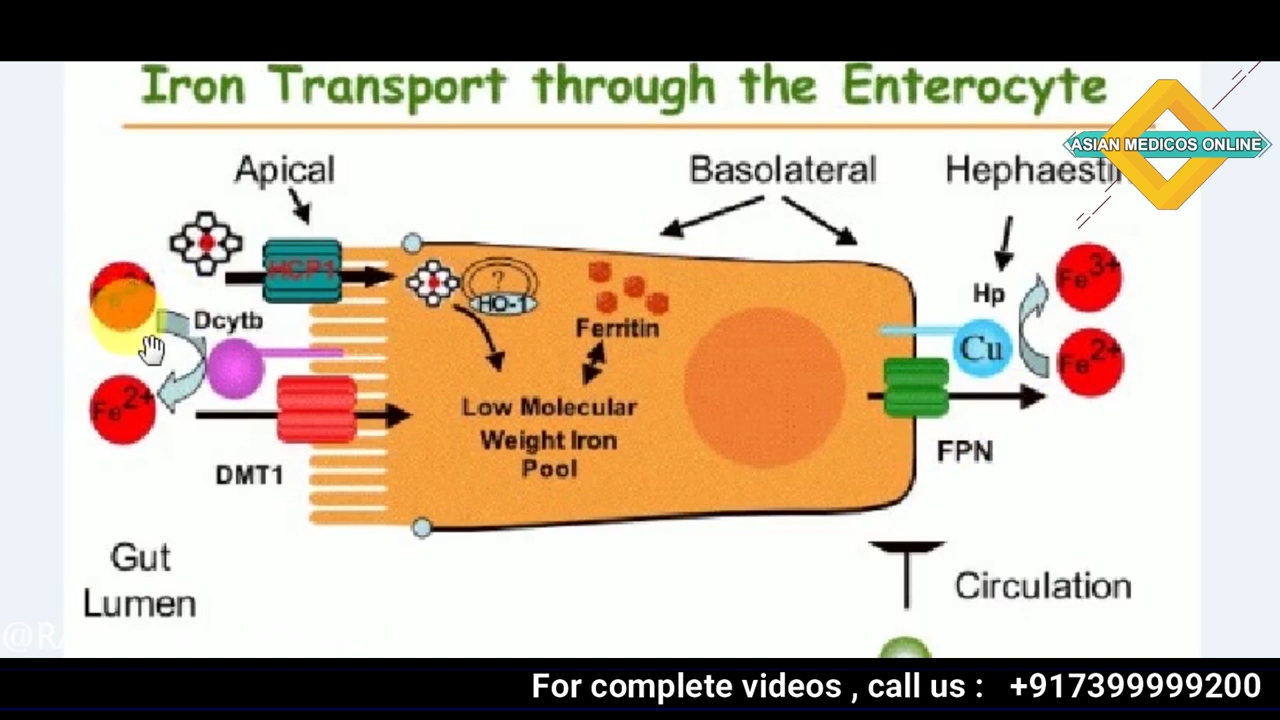 Iron Transport through the Enterocyte
ASIAN MEDICOS ONLINE
Apical
Basolateral
HCP1
?
HO-1
Ferritin
Hp
Fe3+
Dcytb
Cu
Fe2+
Fe2+
Low Molecular
Weight Iron
Pool
FPN
DMT1
Gut
Lumen
Circulation
For complete videos , call us : +917399999200